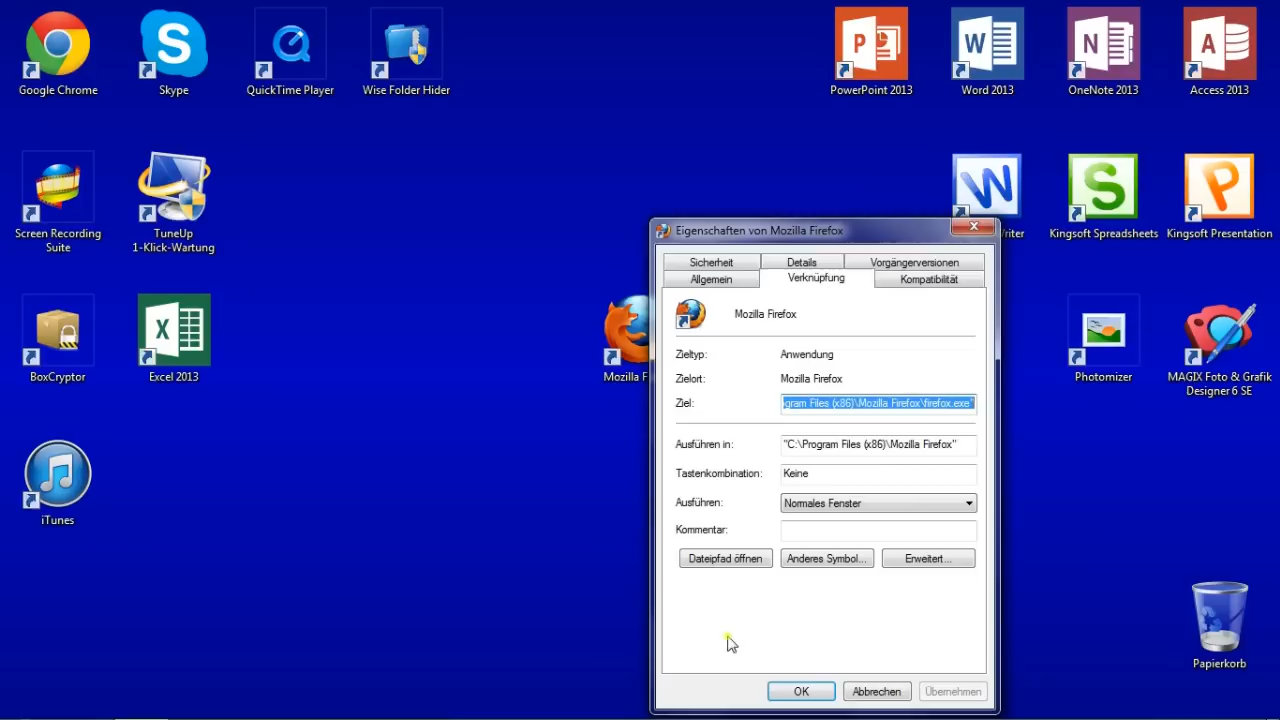 Google Chrome
Skype
QuickTime Player
Wise Folder Hider
PowerPoint 2013
Word 2013
OneNote 2013
Access 2013
Screen Recording
Suite
TuneUp
1-Klick-Wartung
Kingsoft Spreadsheets
Kingsoft Presentation
BoxCryptor
Excel 2013
Mozilla F
Photomizer
MAGIX Foto & Grafik
Designer 6 SE
iTunes
Papierkorb
Eigenschaften von Mozilla Firefox
Sicherheit
Details
Vorgängerversionen
Allgemein
Verknüpfung
Kompatibilität
Mozilla Firefox
Zieltyp: Anwendung
Zielort: Mozilla Firefox
Ziel: gram Files (x86)\Mozilla Firefox\firefox.exe"
Ausführen in: "C:\Program Files (x86)\Mozilla Firefox"
Tastenkombination: Keine
Ausführen: Normales Fenster
Kommentar:
Dateipfad öffnen
Anderes Symbol...
Erweitert...
OK
Abbrechen
Übernehmen